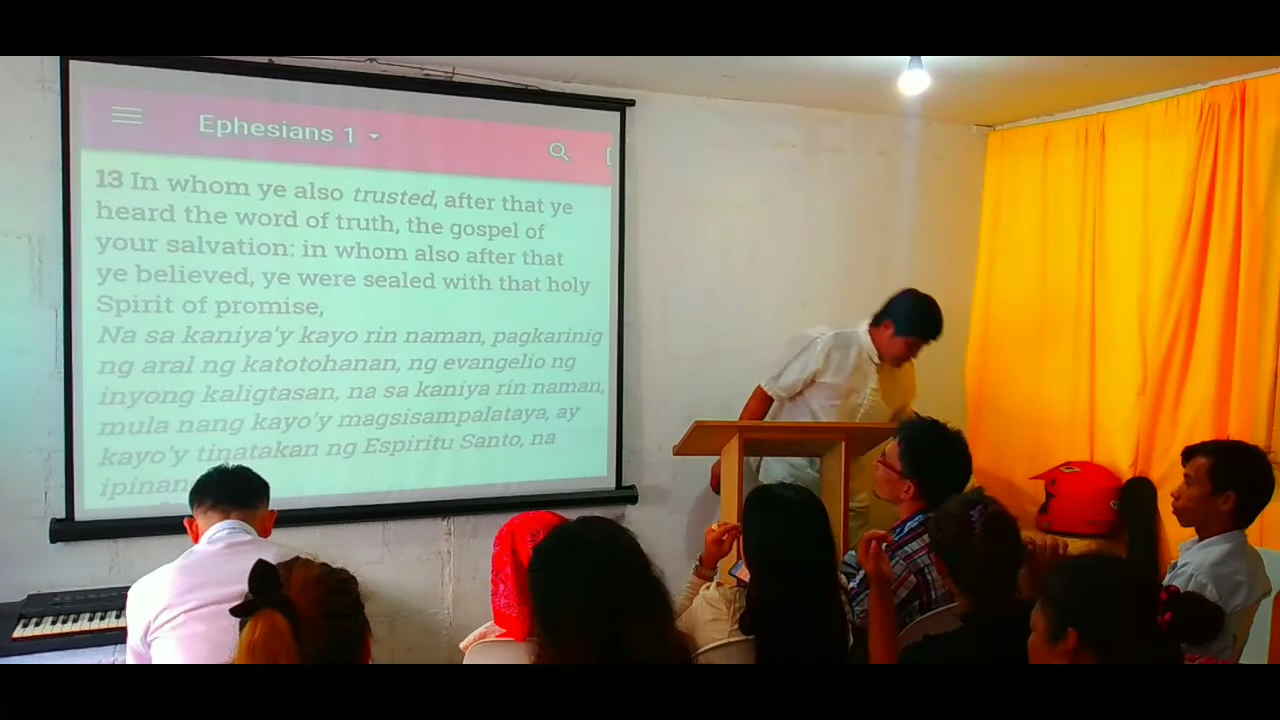 Ephesians 1
13 In whom ye also trusted, after that ye
heard the word of truth, the gospel of
your salvation: in whom also after that
ye believed, ye were sealed with that holy
Spirit of promise,
Na sa kaniya'y kayo rin naman, pagkarinig
ng aral ng katotohanan, ng evangelio ng
inyong kaligtasan, na sa kaniya rin naman,
mula nang kayo'y magsisampalataya, ay
kayo'y tinatakan ng Espiritu Santo, na
ipinan